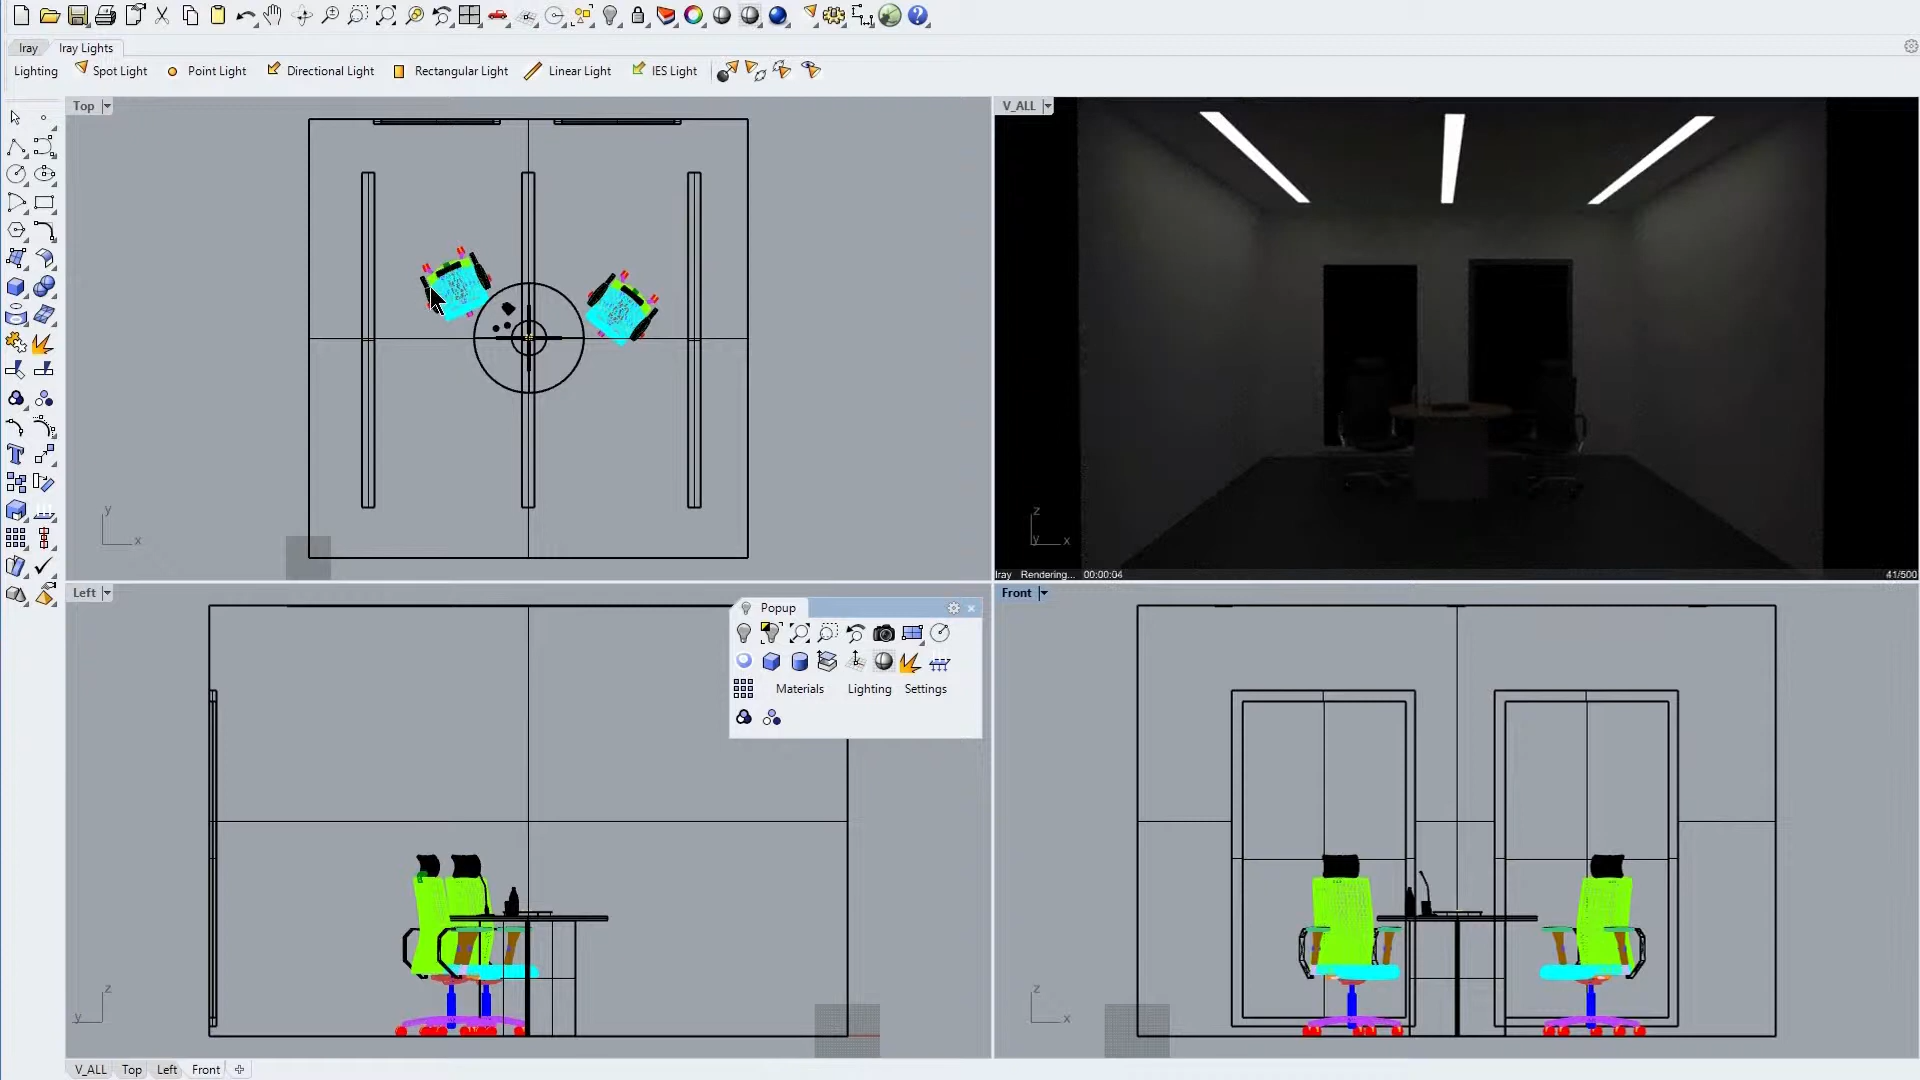 Iray
Iray Lights
Lighting
Spot Light
Point Light
Directional Light
Rectangular Light
Linear Light
IES Light
Top
y
x
V_ALL
z
y
x
Iray Rendering... 00:00:04
41/500
Left
z
y
Popup
Materials
Lighting
Settings
Front
z
x
V_ALL
Top
Left
Front